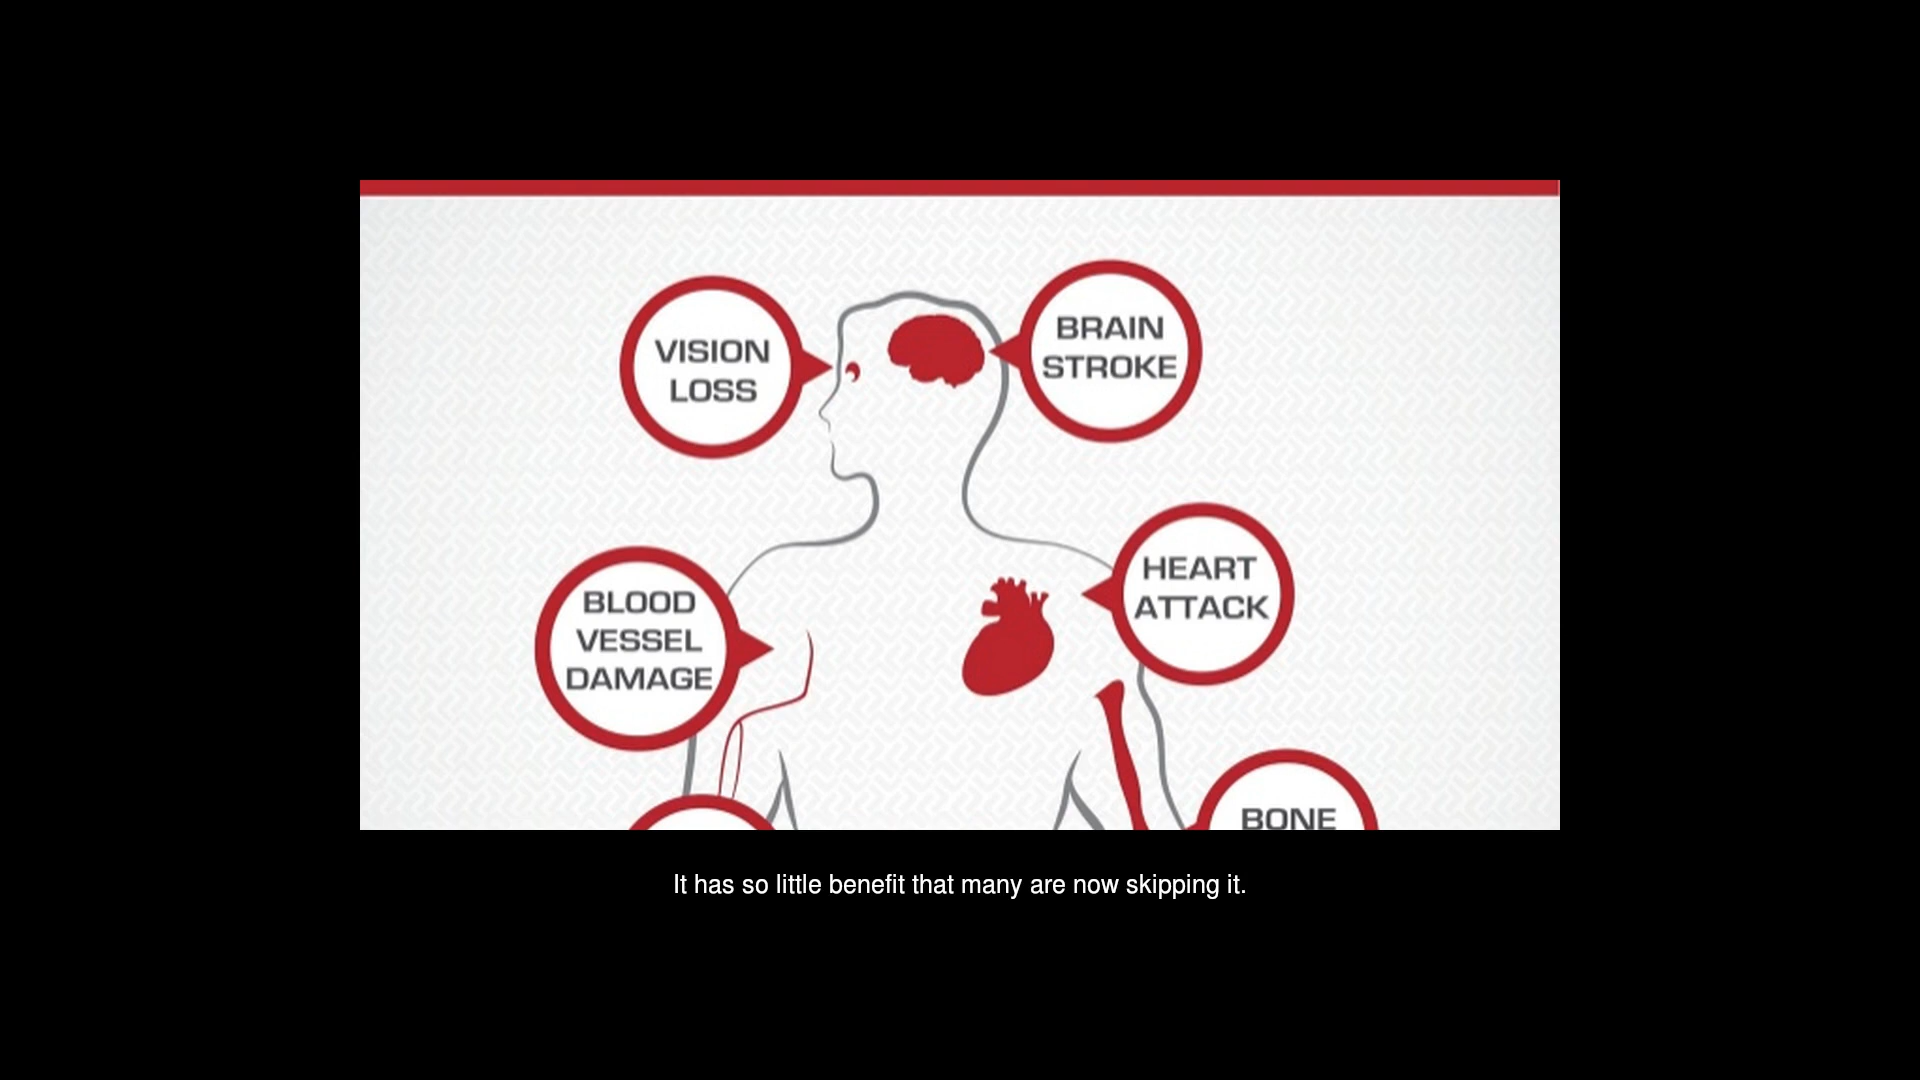 VISION
LOSS
BRAIN
STROKE
HEART
ATTACK
BLOOD
VESSEL
DAMAGE
BONE
It has so little benefit that many are now skipping it.